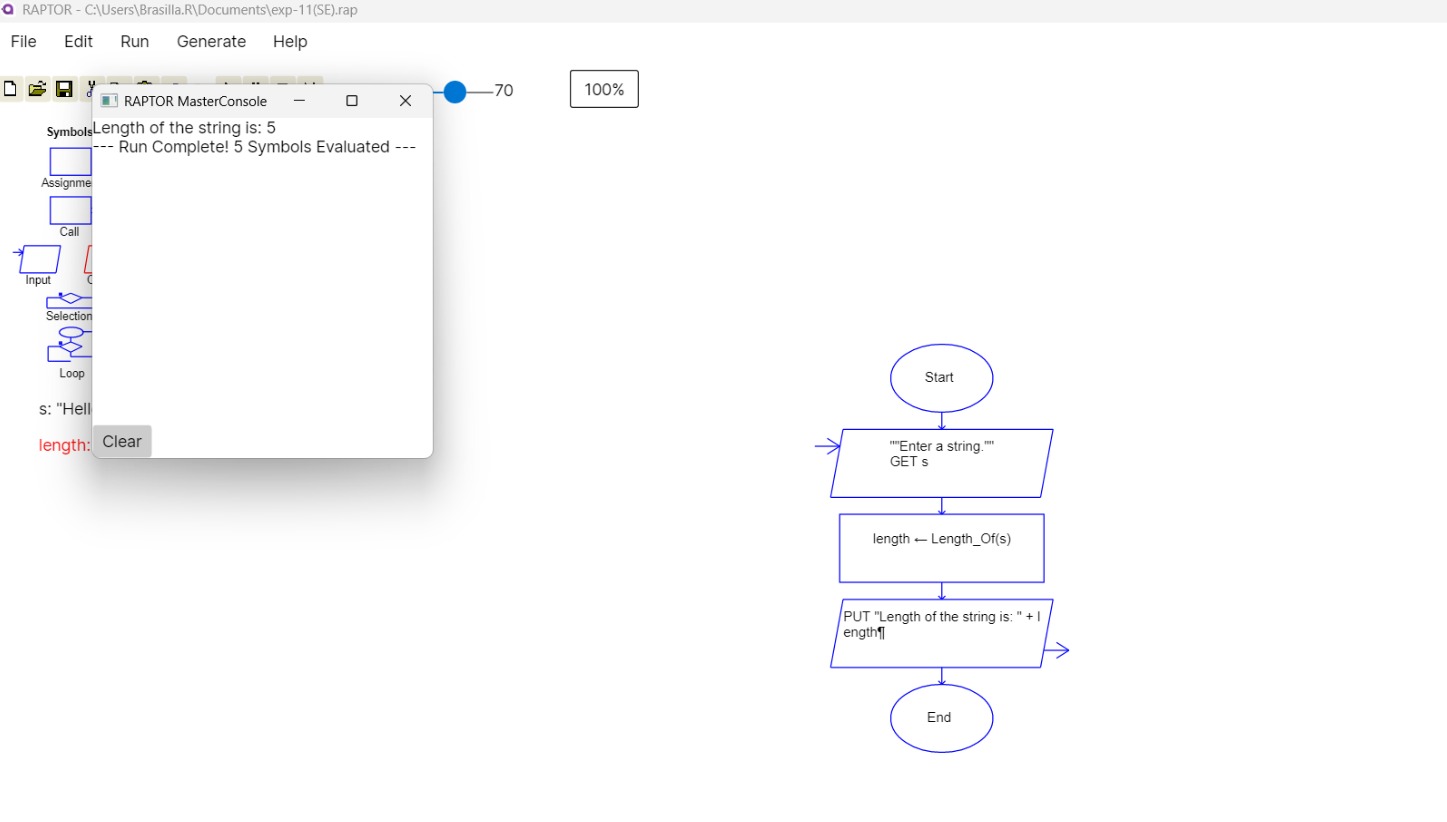 RAPTOR - C:\Users\Brasilla.R\Documents\exp-11(SE).rap
File Edit Run Generate Help
70
100%
RAPTOR MasterConsole
Length of the string is: 5
--- Run Complete! 5 Symbols Evaluated ---
Clear
Symbols
Assignme
Call
Input
Selection
Loop
s: "Hell
length:
Start
""Enter a string.""
GET s
length ← Length_Of(s)
PUT "Length of the string is: " + l
ength¶
End